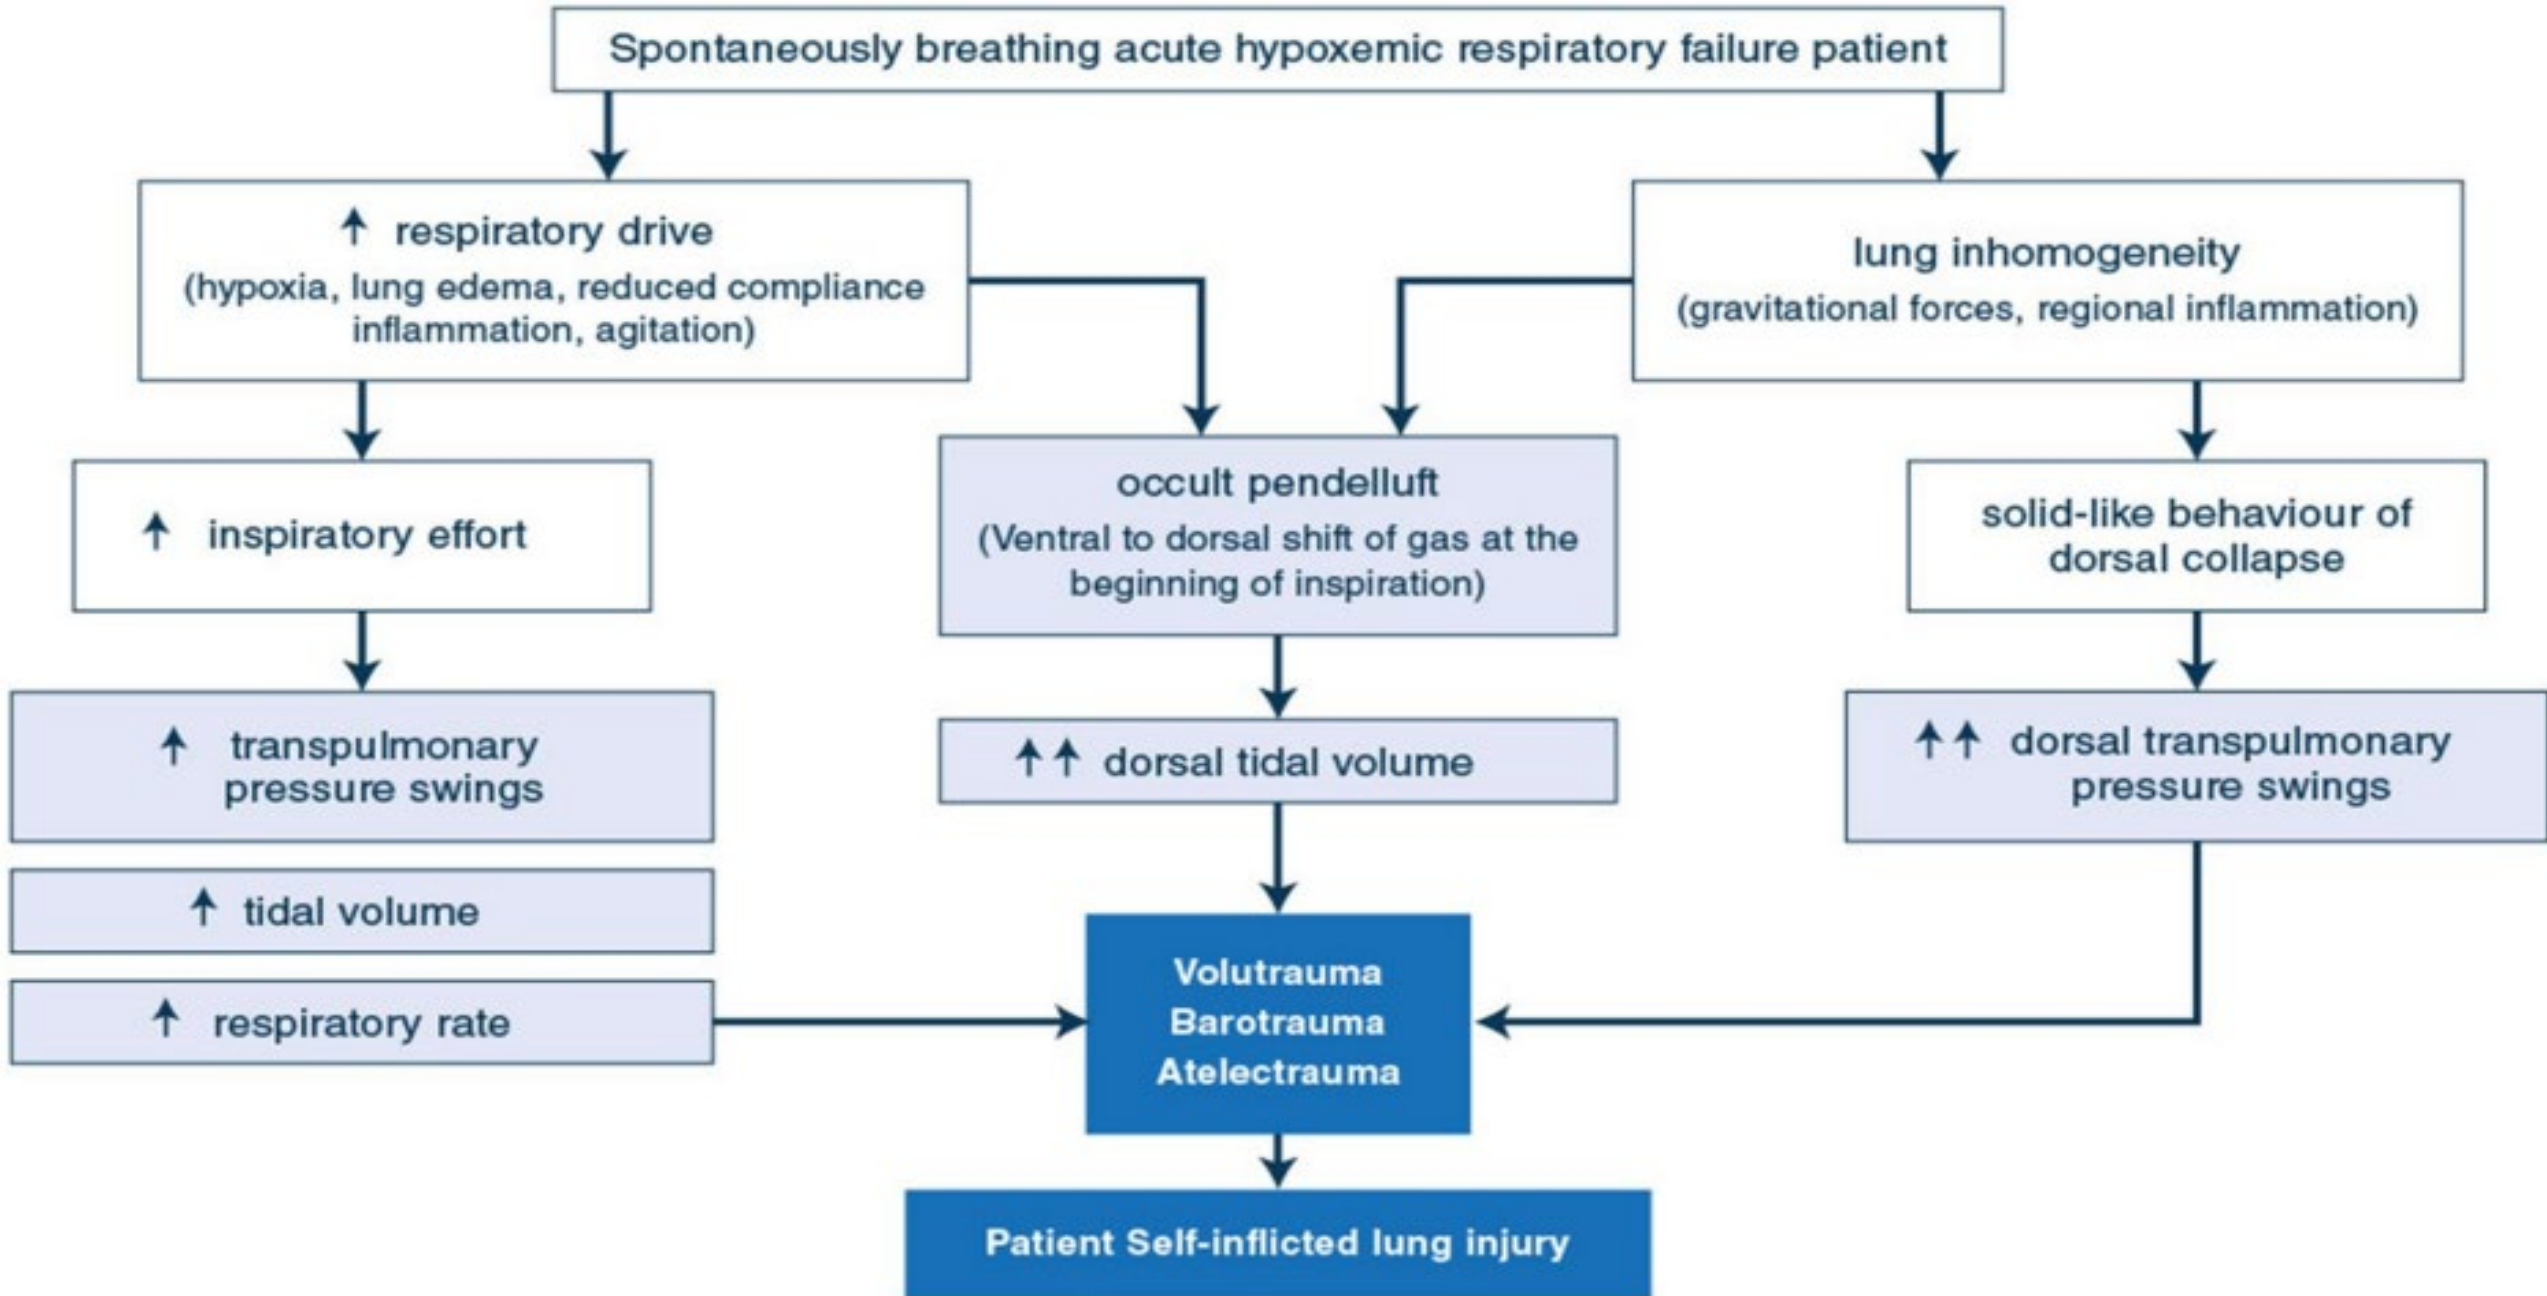 Spontaneously breathing acute hypoxemic respiratory failure patient
↑ respiratory drive
(hypoxia, lung edema, reduced compliance
inflammation, agitation)
lung inhomogeneity
(gravitational forces, regional inflammation)
↑ inspiratory effort
occult pendelluft
(Ventral to dorsal shift of gas at the
beginning of inspiration)
solid-like behaviour of
dorsal collapse
↑ transpulmonary
pressure swings
↑ tidal volume
↑ respiratory rate
↑↑ dorsal tidal volume
↑↑ dorsal transpulmonary
pressure swings
Volutrauma
Barotrauma
Atelectrauma
Patient Self-inflicted lung injury